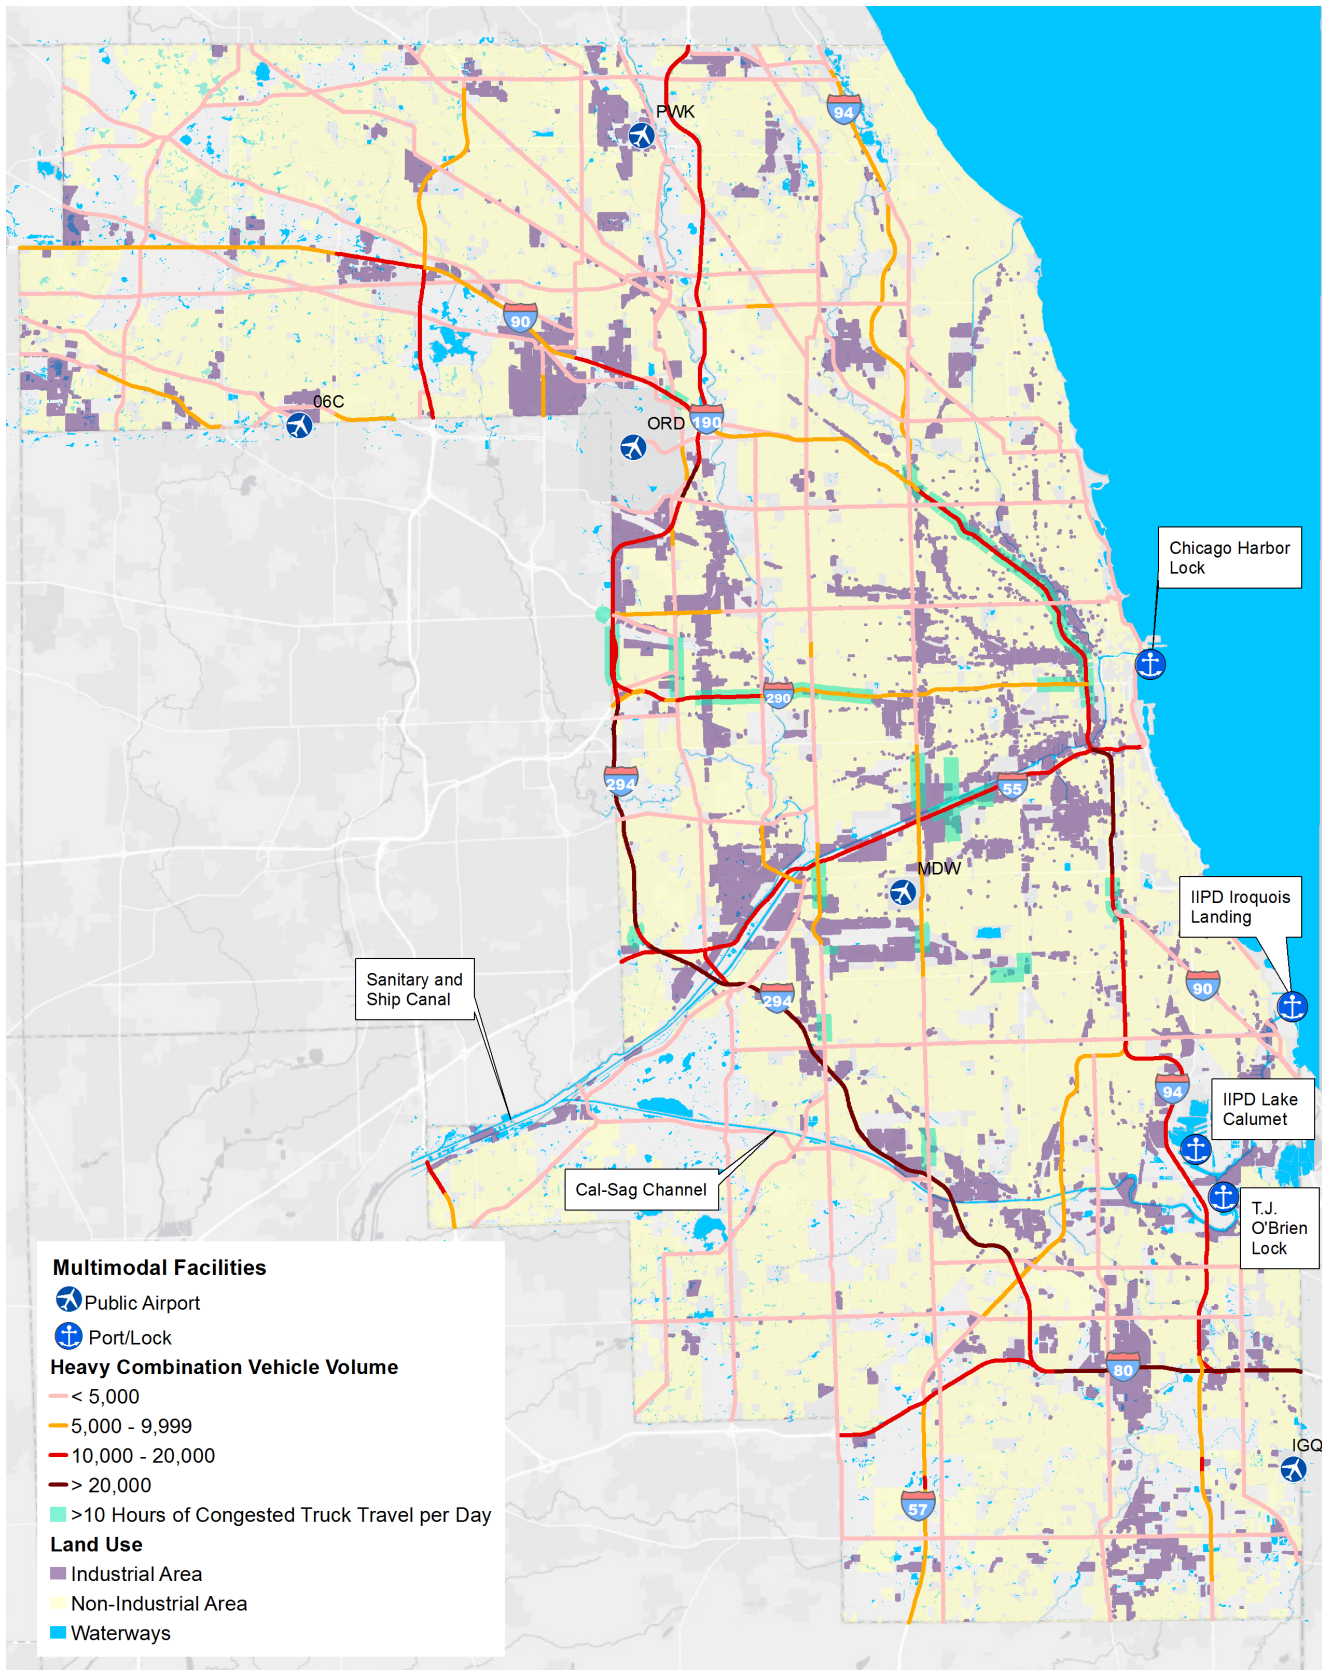 PWK
94
90
06C
ORD
190
Chicago Harbor
Lock
290
294
55
MDW
IIPD Iroquois
Landing
Sanitary and
Ship Canal
294
90
94
IIPD Lake
Calumet
Cal-Sag Channel
T.J.
O'Brien
Lock
80
IGQ
57
Multimodal Facilities
Public Airport
Port/Lock
Heavy Combination Vehicle Volume
< 5,000
5,000 - 9,999
10,000 - 20,000
> 20,000
>10 Hours of Congested Truck Travel per Day
Land Use
Industrial Area
Non-Industrial Area
Waterways